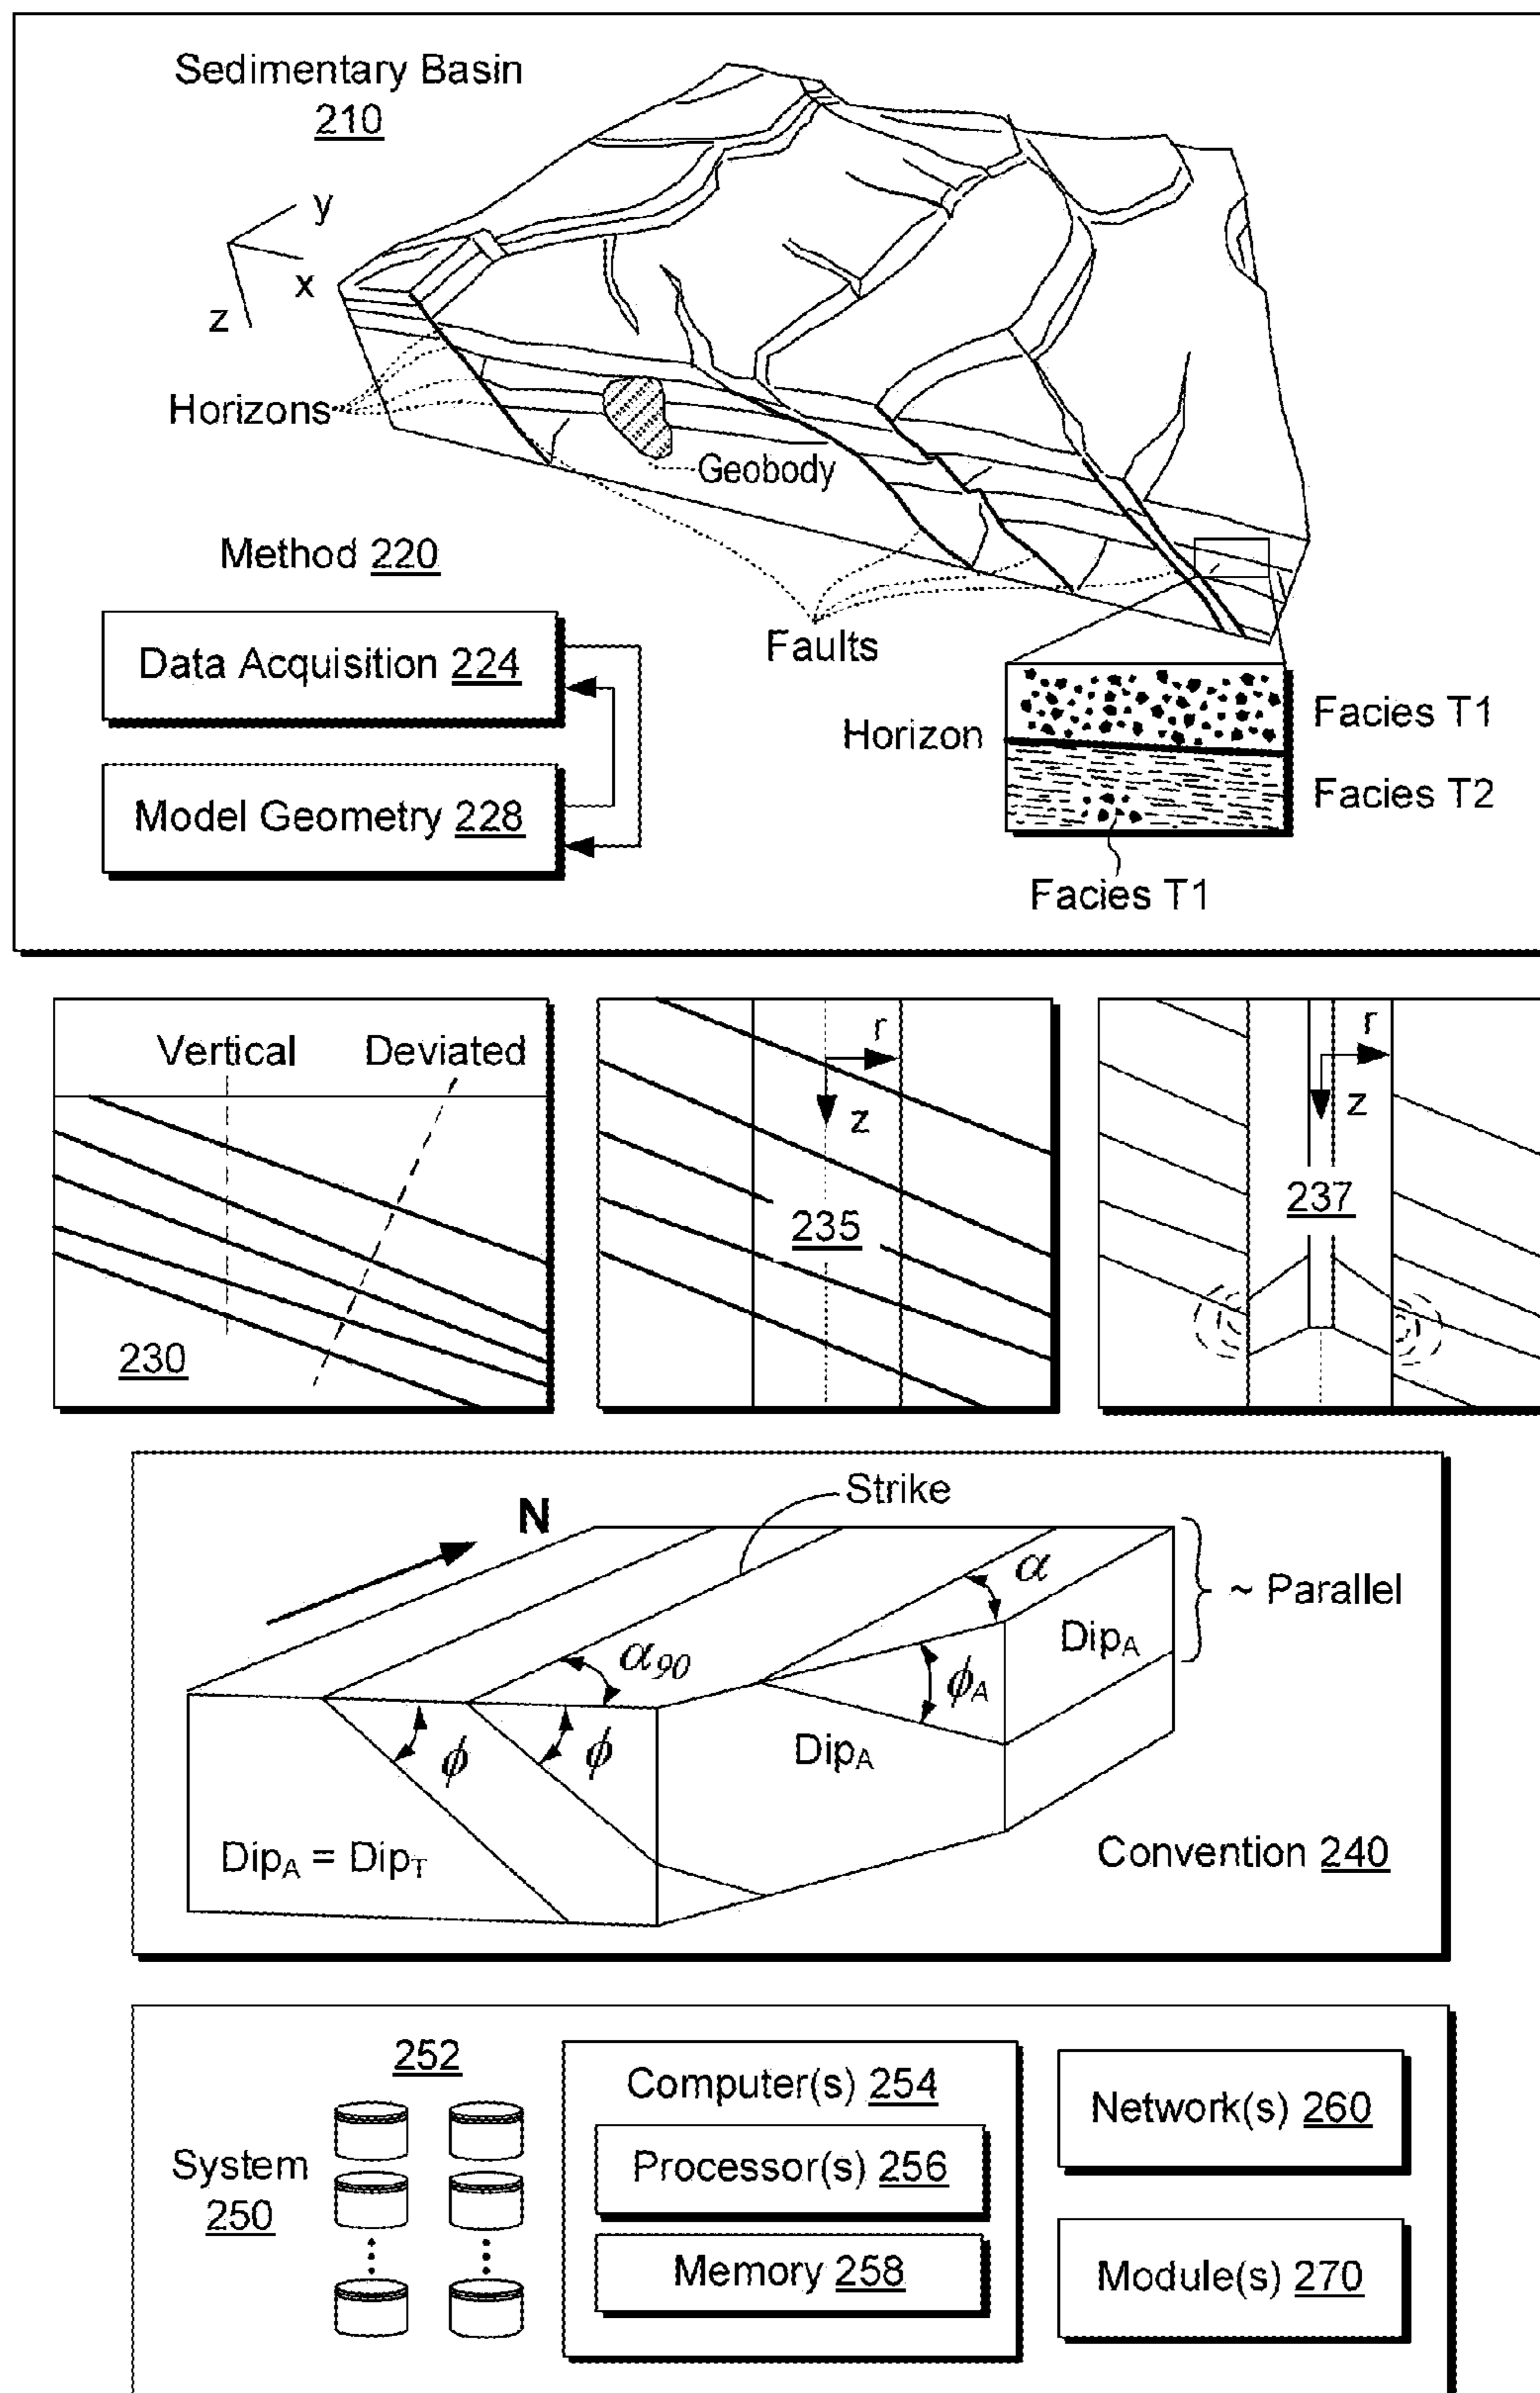 Sedimentary Basin
210
y
x
z
Horizons
Geobody
Method 220
Faults
Data Acquisition 224
Model Geometry 228
Horizon
Facies T1
Facies T2
Facies T1
Vertical
Deviated
230
r
z
235
r
z
237
N
Strike
α
~ Parallel
DipA
α90
ϕA
ϕ
ϕ
DipA
DipA = DipT
Convention 240
252
System
250
Computer(s) 254
Processor(s) 256
Memory 258
Network(s) 260
Module(s) 270